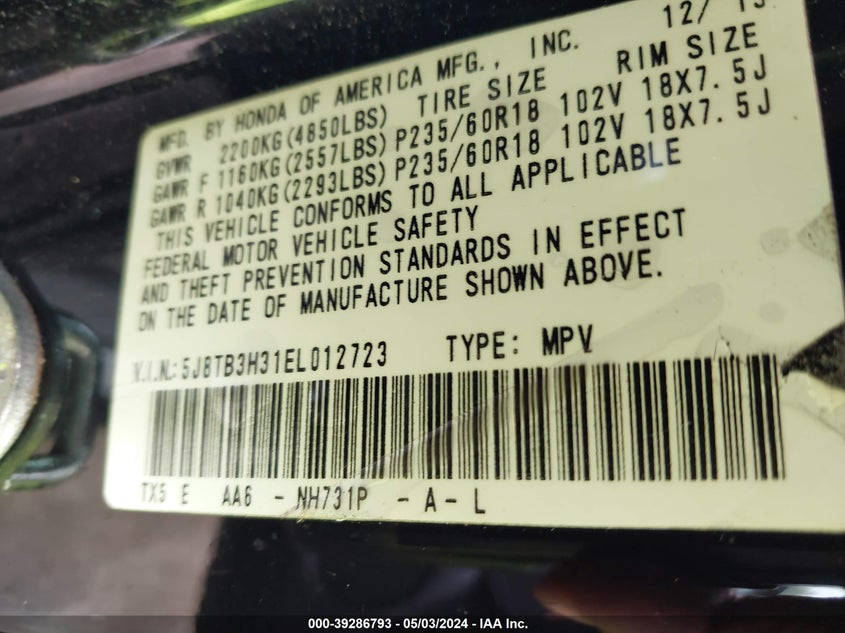 12/ 13
MFD. BY HONDA OF AMERICA MFG., INC.
GVWR 2200KG(4850LBS) TIRE SIZE RIM SIZE
GAWR F 1160KG(2557LBS) P235/60R18 102V 18X7.5J
GAWR R 1040KG(2293LBS) P235/60R18 102V 18X7.5J
THIS VEHICLE CONFORMS TO ALL APPLICABLE
FEDERAL MOTOR VEHICLE SAFETY
AND THEFT PREVENTION STANDARDS IN EFFECT
ON THE DATE OF MANUFACTURE SHOWN ABOVE.
V.I.N.: 5J8TB3H31EL012723 TYPE: MPV
TX5 E AA6 - NH731P - A - L
000-39286793 - 05/03/2024 - IAA Inc.